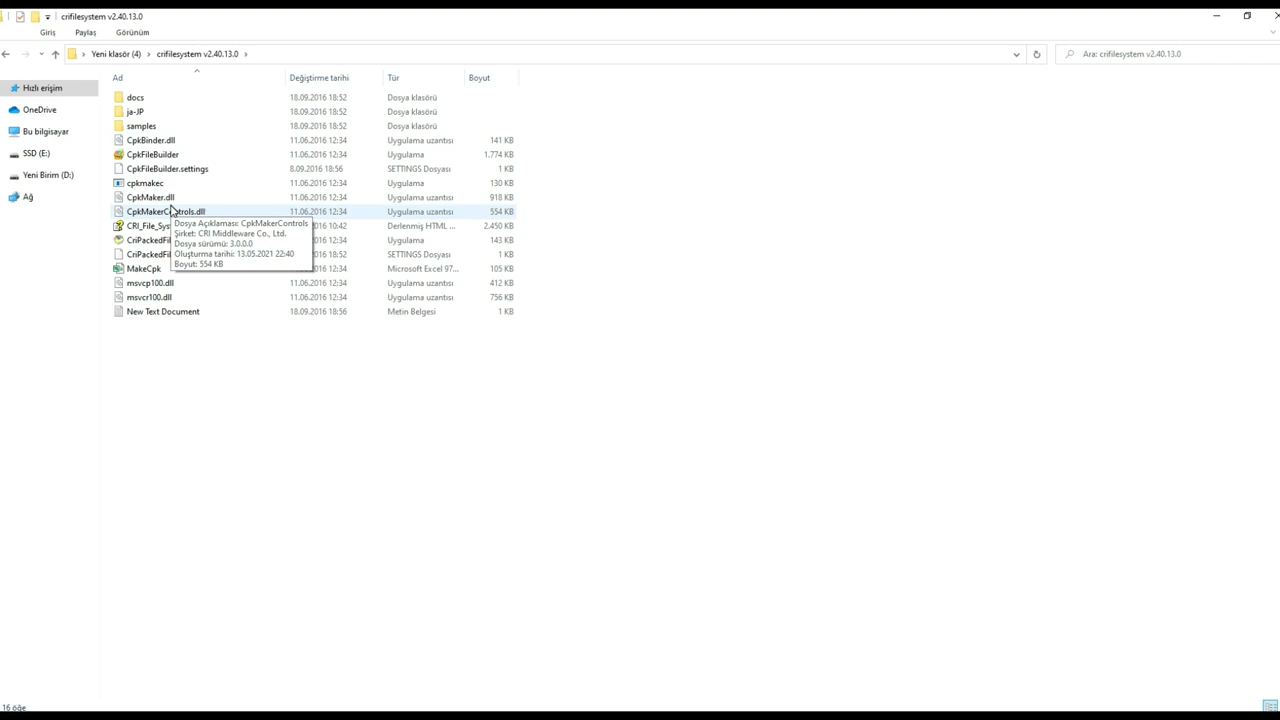 crifilesystem v2.40.13.0
Giriş Paylaş Görünüm
Yeni klasör (4) > crifilesystem v2.40.13.0 >
Ara: crifilesystem v2.40.13.0
Hızlı erişim
OneDrive
Bu bilgisayar
SSD (E:)
Yeni Birim (D:)
Ağ
Ad Değiştirme tarihi Tür Boyut
docs 18.09.2016 18:52 Dosya klasörü
ja-JP 18.09.2016 18:52 Dosya klasörü
samples 18.09.2016 18:52 Dosya klasörü
CpkBinder.dll 11.06.2016 12:34 Uygulama uzantısı 141 KB
CpkFileBuilder 11.06.2016 12:34 Uygulama 1.774 KB
CpkFileBuilder.settings 8.09.2016 18:56 SETTINGS Dosyası 1 KB
cpkmakec 11.06.2016 12:34 Uygulama 130 KB
CpkMaker.dll 11.06.2016 12:34 Uygulama uzantısı 918 KB
CpkMakerControls.dll 11.06.2016 12:34 Uygulama uzantısı 554 KB
CRI_File_Sys 10:42 Derlenmiş HTML ... 2.450 KB
CriPackedFil 12:34 Uygulama 143 KB
CriPackedFil 18:52 SETTINGS Dosyası 1 KB
MakeCpk 12:34 Microsoft Excel 97... 105 KB
msvcp100.dll 11.06.2016 12:34 Uygulama uzantısı 412 KB
msvcr100.dll 11.06.2016 12:34 Uygulama uzantısı 756 KB
New Text Document 18.09.2016 18:56 Metin Belgesi 1 KB
Dosya Açıklaması: CpkMakerControls
Şirket: CRI Middleware Co., Ltd.
Dosya sürümü: 3.0.0.0
Oluşturma tarihi: 13.05.2021 22:40
Boyut: 554 KB
16 öğe